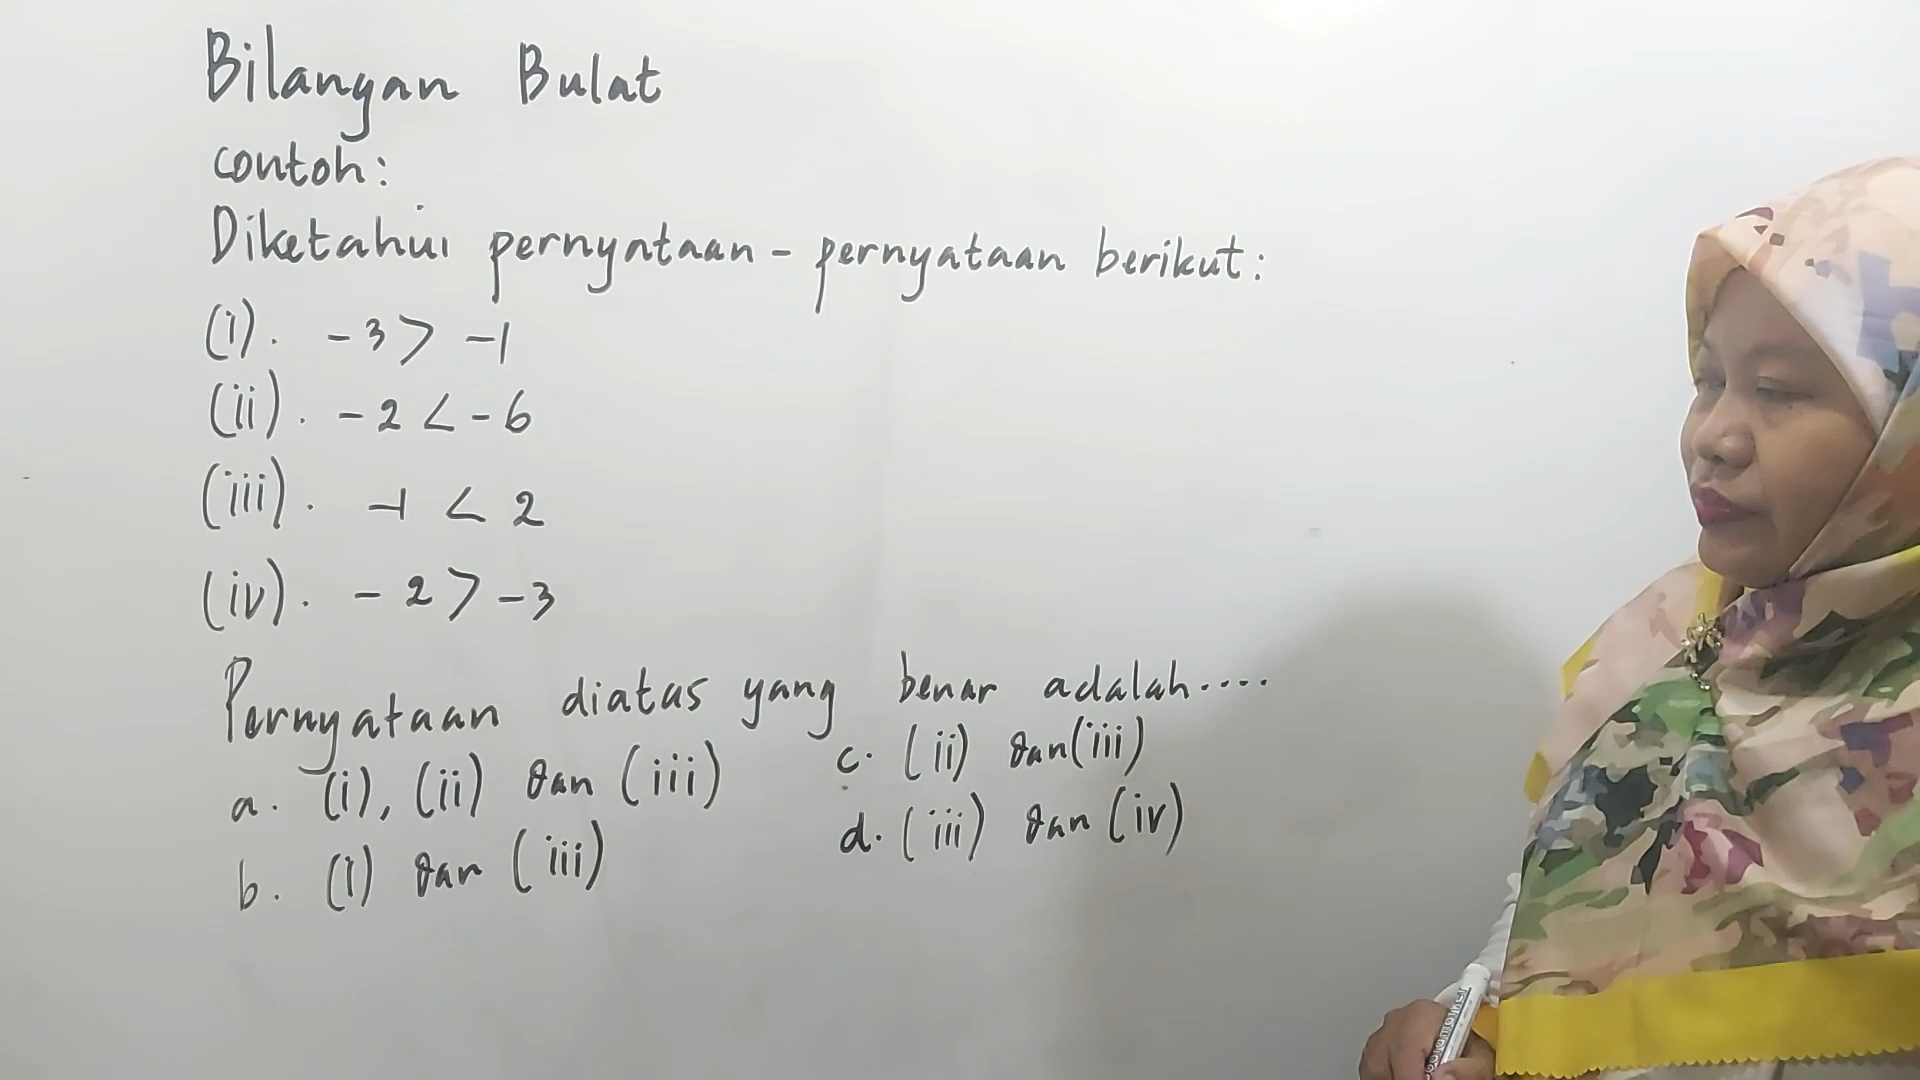 Bilangan Bulat
contoh:
Diketahui pernyataan - pernyataan berikut:
(i). -3 > -1
(ii). -2 < -6
(iii). -1 < 2
(iv). -2 > -3
Pernyataan diatas yang benar adalah....
a. (i), (ii) dan (iii)
b. (i) dan (iii)
c. (ii) dan (iii)
d. (iii) dan (iv)